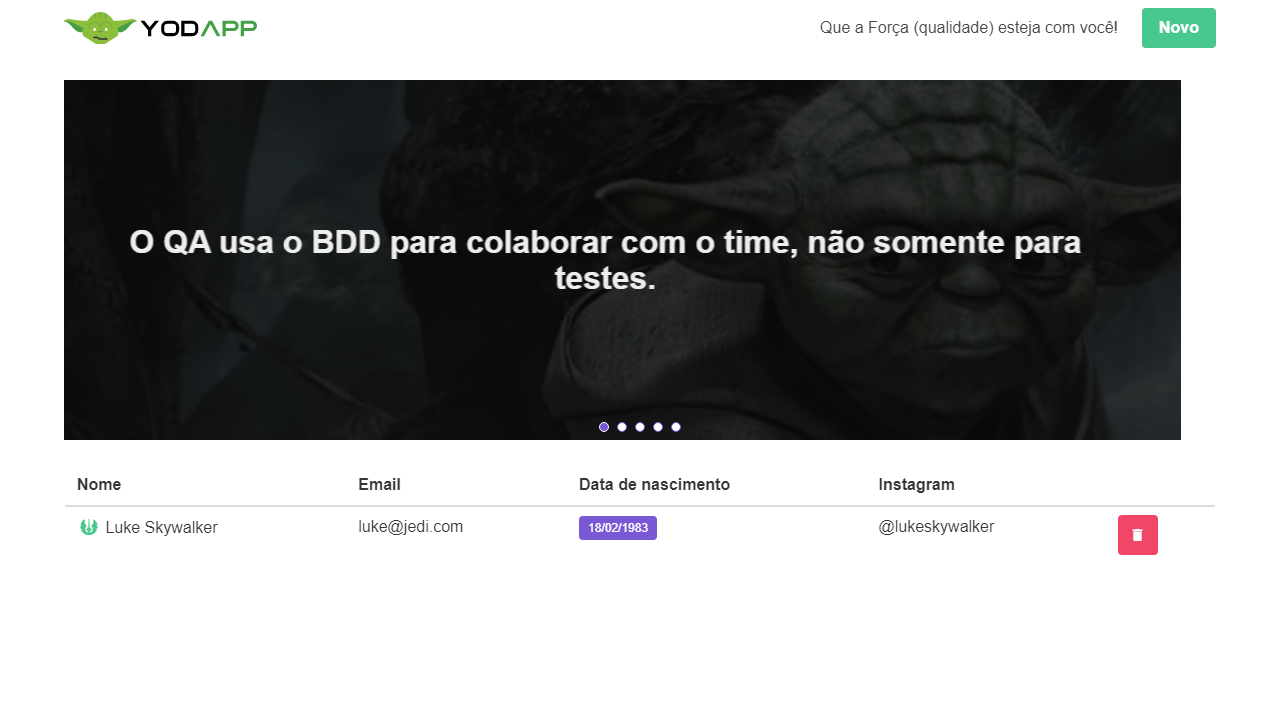 YODAPP
Que a Força (qualidade) esteja com você!
Novo
O QA usa o BDD para colaborar com o time, não somente para
testes.
Nome Email Data de nascimento Instagram
Luke Skywalker luke@jedi.com 18/02/1983 @lukeskywalker